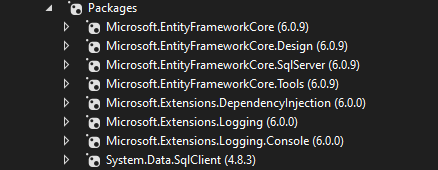 Packages
Microsoft.EntityFrameworkCore (6.0.9)
Microsoft.EntityFrameworkCore.Design (6.0.9)
Microsoft.EntityFrameworkCore.SqlServer (6.0.9)
Microsoft.EntityFrameworkCore.Tools (6.0.9)
Microsoft.Extensions.DependencyInjection (6.0.0)
Microsoft.Extensions.Logging (6.0.0)
Microsoft.Extensions.Logging.Console (6.0.0)
System.Data.SqlClient (4.8.3)